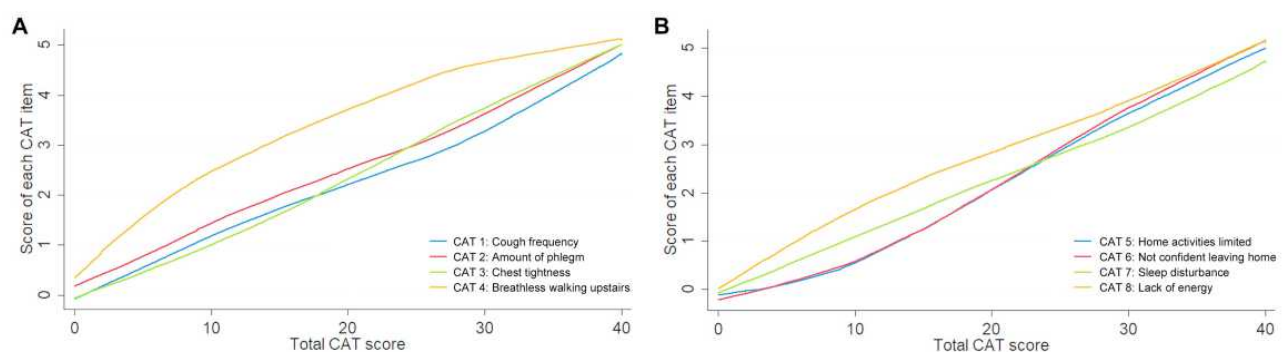 A
Score of each CAT item
5
4
3
2
1
0
CAT 1: Cough frequency
CAT 2: Amount of phlegm
CAT 3: Chest tightness
CAT 4: Breathless walking upstairs
0 10 20 30 40
Total CAT score
B
Score of each CAT item
5
4
3
2
1
0
CAT 5: Home activities limited
CAT 6: Not confident leaving home
CAT 7: Sleep disturbance
CAT 8: Lack of energy
0 10 20 30 40
Total CAT score